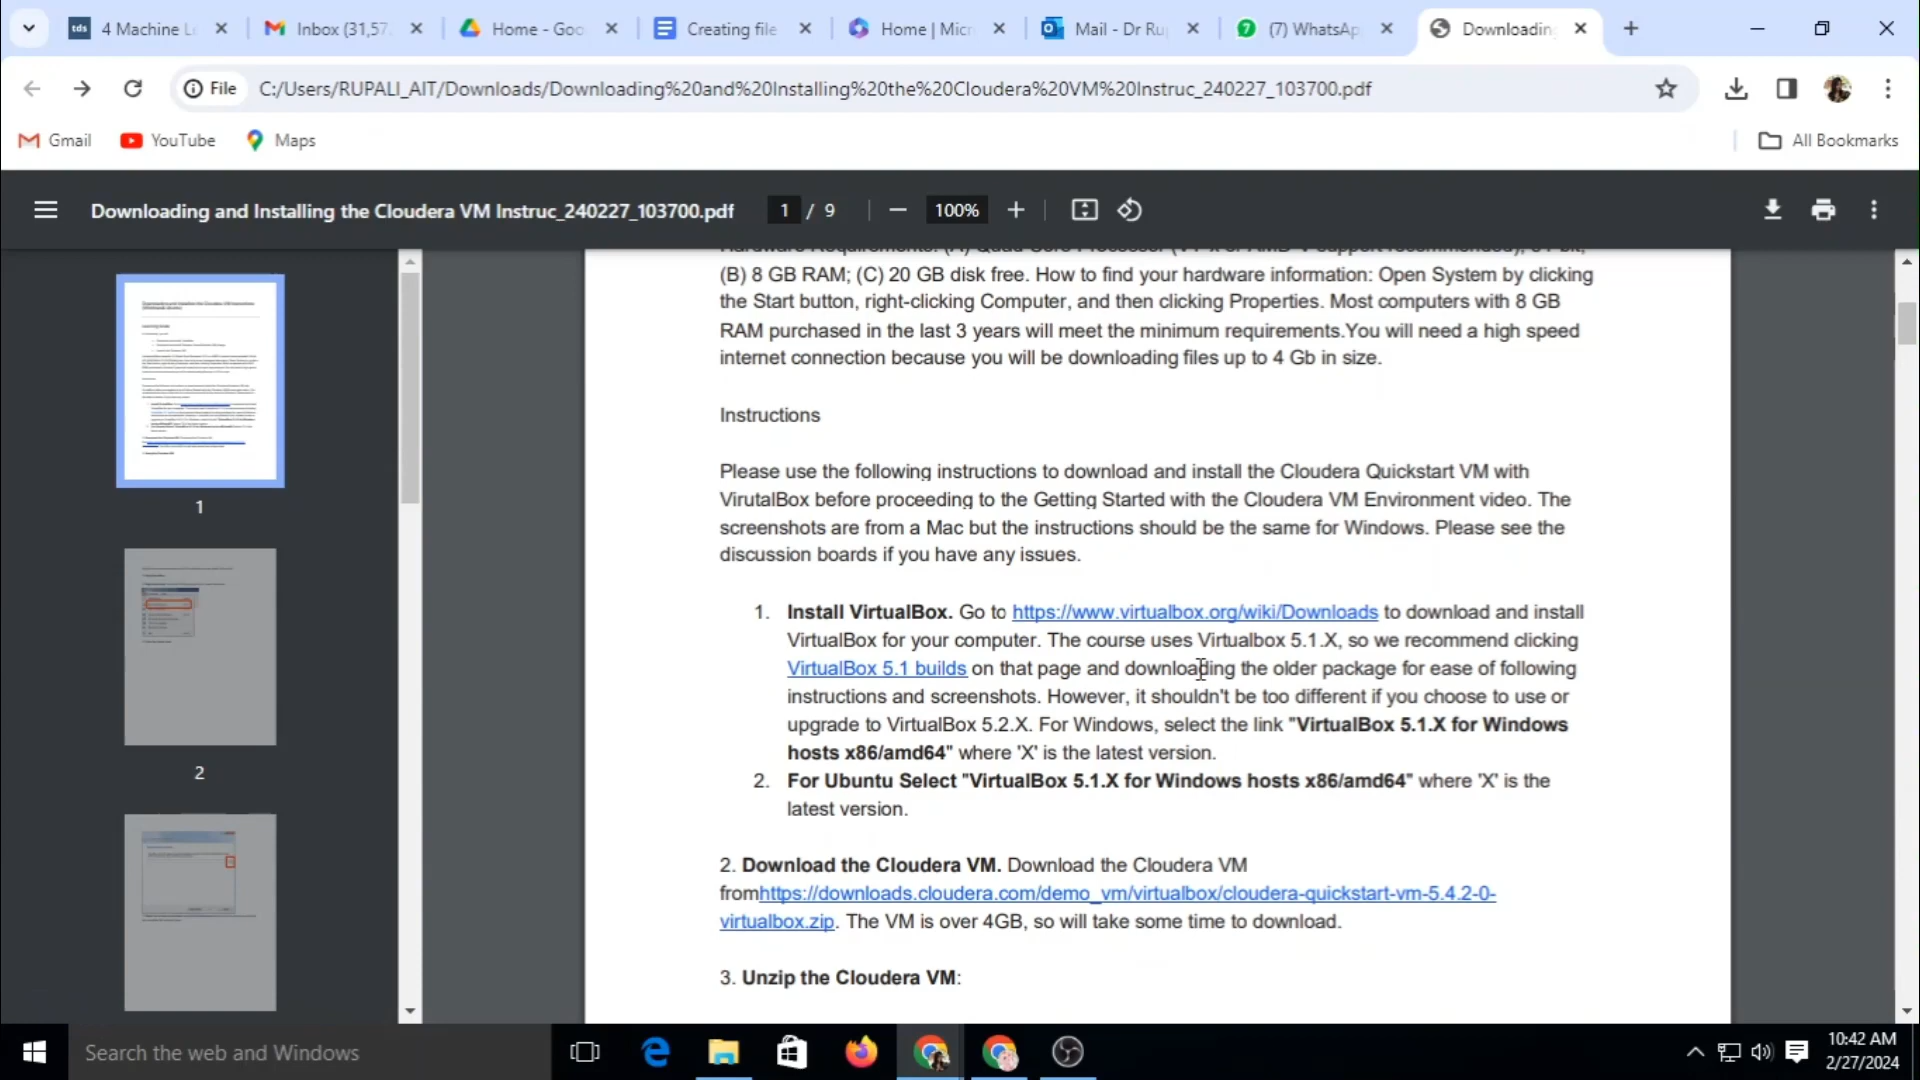 tds 4 Machine Le
Inbox (31,57
Home - Goo
Creating file
Home | Micr
Mail - Dr Ru
(7) WhatsAp
Downloading
File C:/Users/RUPALI_AIT/Downloads/Downloading%20and%20Installing%20the%20Cloudera%20VM%20Instruc_240227_103700.pdf
Gmail YouTube Maps All Bookmarks
Downloading and Installing the Cloudera VM Instruc_240227_103700.pdf 1 / 9 100%
1
2
(B) 8 GB RAM; (C) 20 GB disk free. How to find your hardware information: Open System by clicking
the Start button, right-clicking Computer, and then clicking Properties. Most computers with 8 GB
RAM purchased in the last 3 years will meet the minimum requirements.You will need a high speed
internet connection because you will be downloading files up to 4 Gb in size.
Instructions
Please use the following instructions to download and install the Cloudera Quickstart VM with
VirutalBox before proceeding to the Getting Started with the Cloudera VM Environment video. The
screenshots are from a Mac but the instructions should be the same for Windows. Please see the
discussion boards if you have any issues.
1. Install VirtualBox. Go to https://www.virtualbox.org/wiki/Downloads to download and install
VirtualBox for your computer. The course uses Virtualbox 5.1.X, so we recommend clicking
VirtualBox 5.1 builds on that page and downloading the older package for ease of following
instructions and screenshots. However, it shouldn't be too different if you choose to use or
upgrade to VirtualBox 5.2.X. For Windows, select the link "VirtualBox 5.1.X for Windows
hosts x86/amd64" where 'X' is the latest version.
2. For Ubuntu Select "VirtualBox 5.1.X for Windows hosts x86/amd64" where 'X' is the
latest version.
2. Download the Cloudera VM. Download the Cloudera VM
fromhttps://downloads.cloudera.com/demo_vm/virtualbox/cloudera-quickstart-vm-5.4.2-0-
virtualbox.zip. The VM is over 4GB, so will take some time to download.
3. Unzip the Cloudera VM:
Search the web and Windows
10:42 AM
2/27/2024